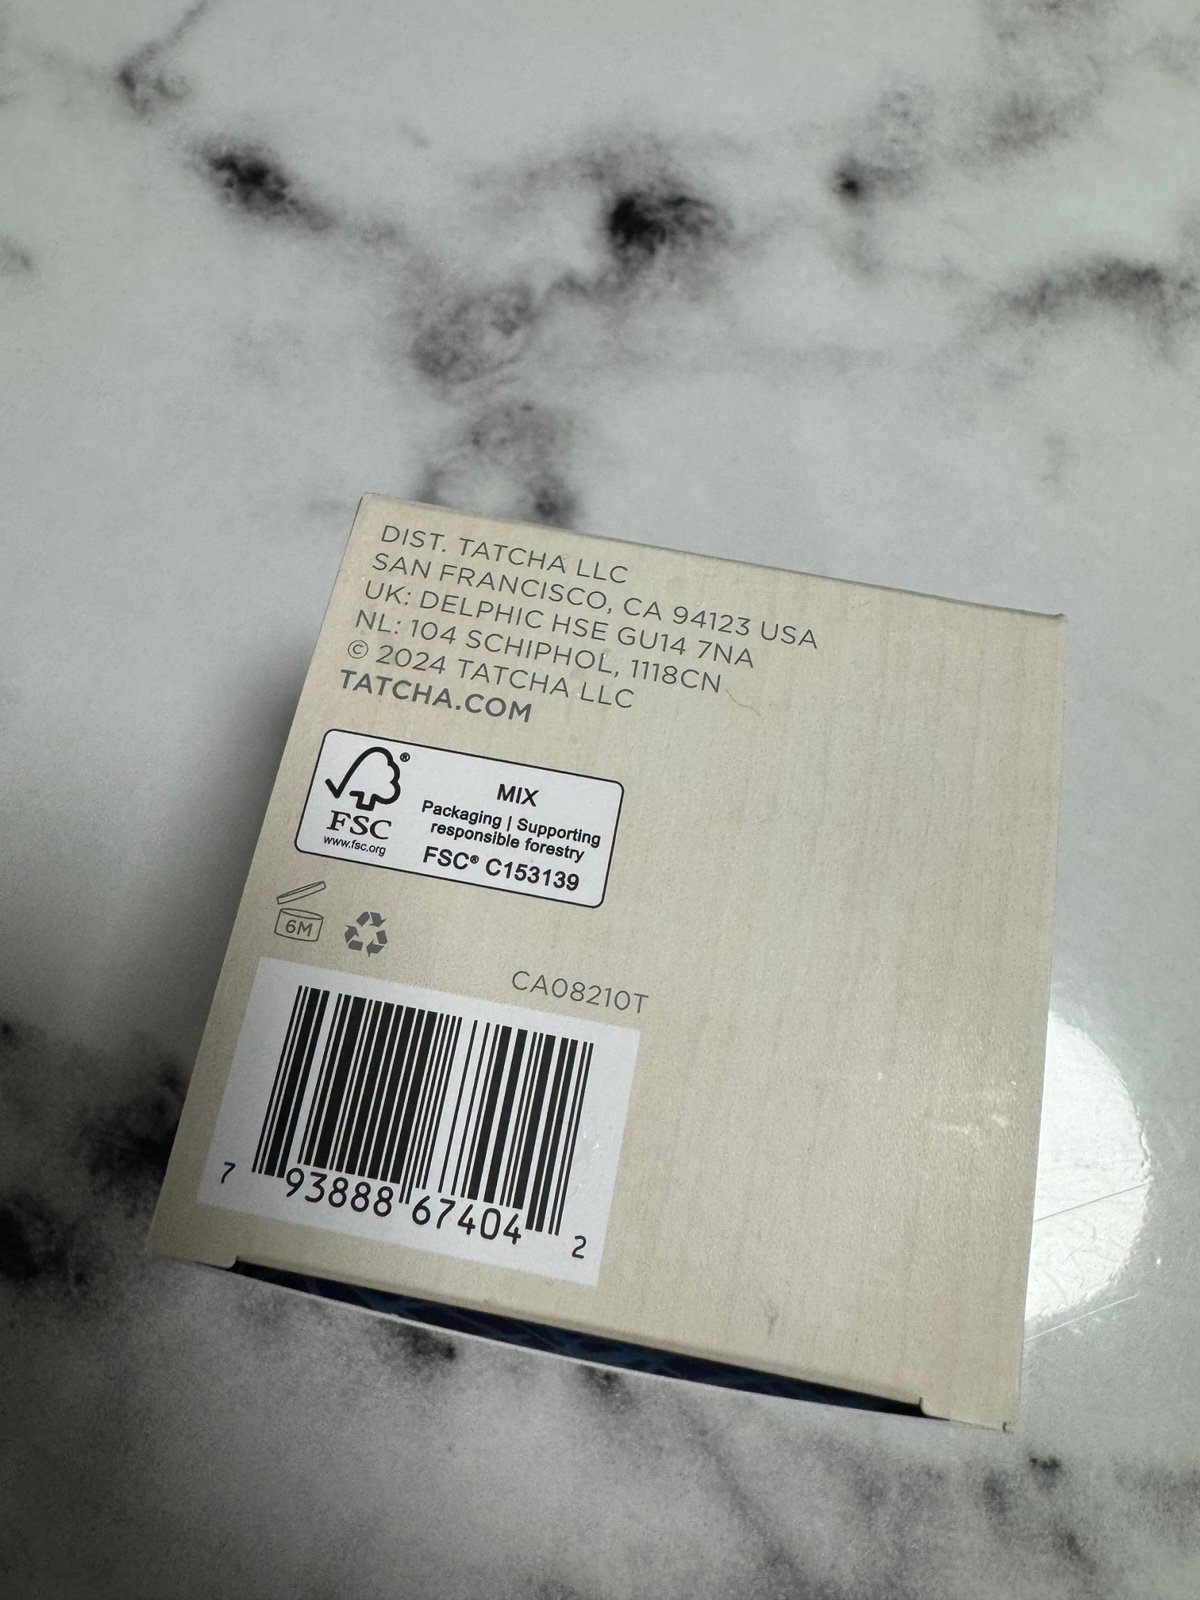 DIST. TATCHA LLC
SAN FRANCISCO, CA 94123 USA
UK: DELPHIC HSE GU14 7NA
NL: 104 SCHIPHOL, 1118CN
© 2024 TATCHA LLC
TATCHA.COM
FSC®
www.fsc.org
MIX
Packaging | Supporting
responsible forestry
FSC® C153139
6M
CA08210T
7 93888 67404 2